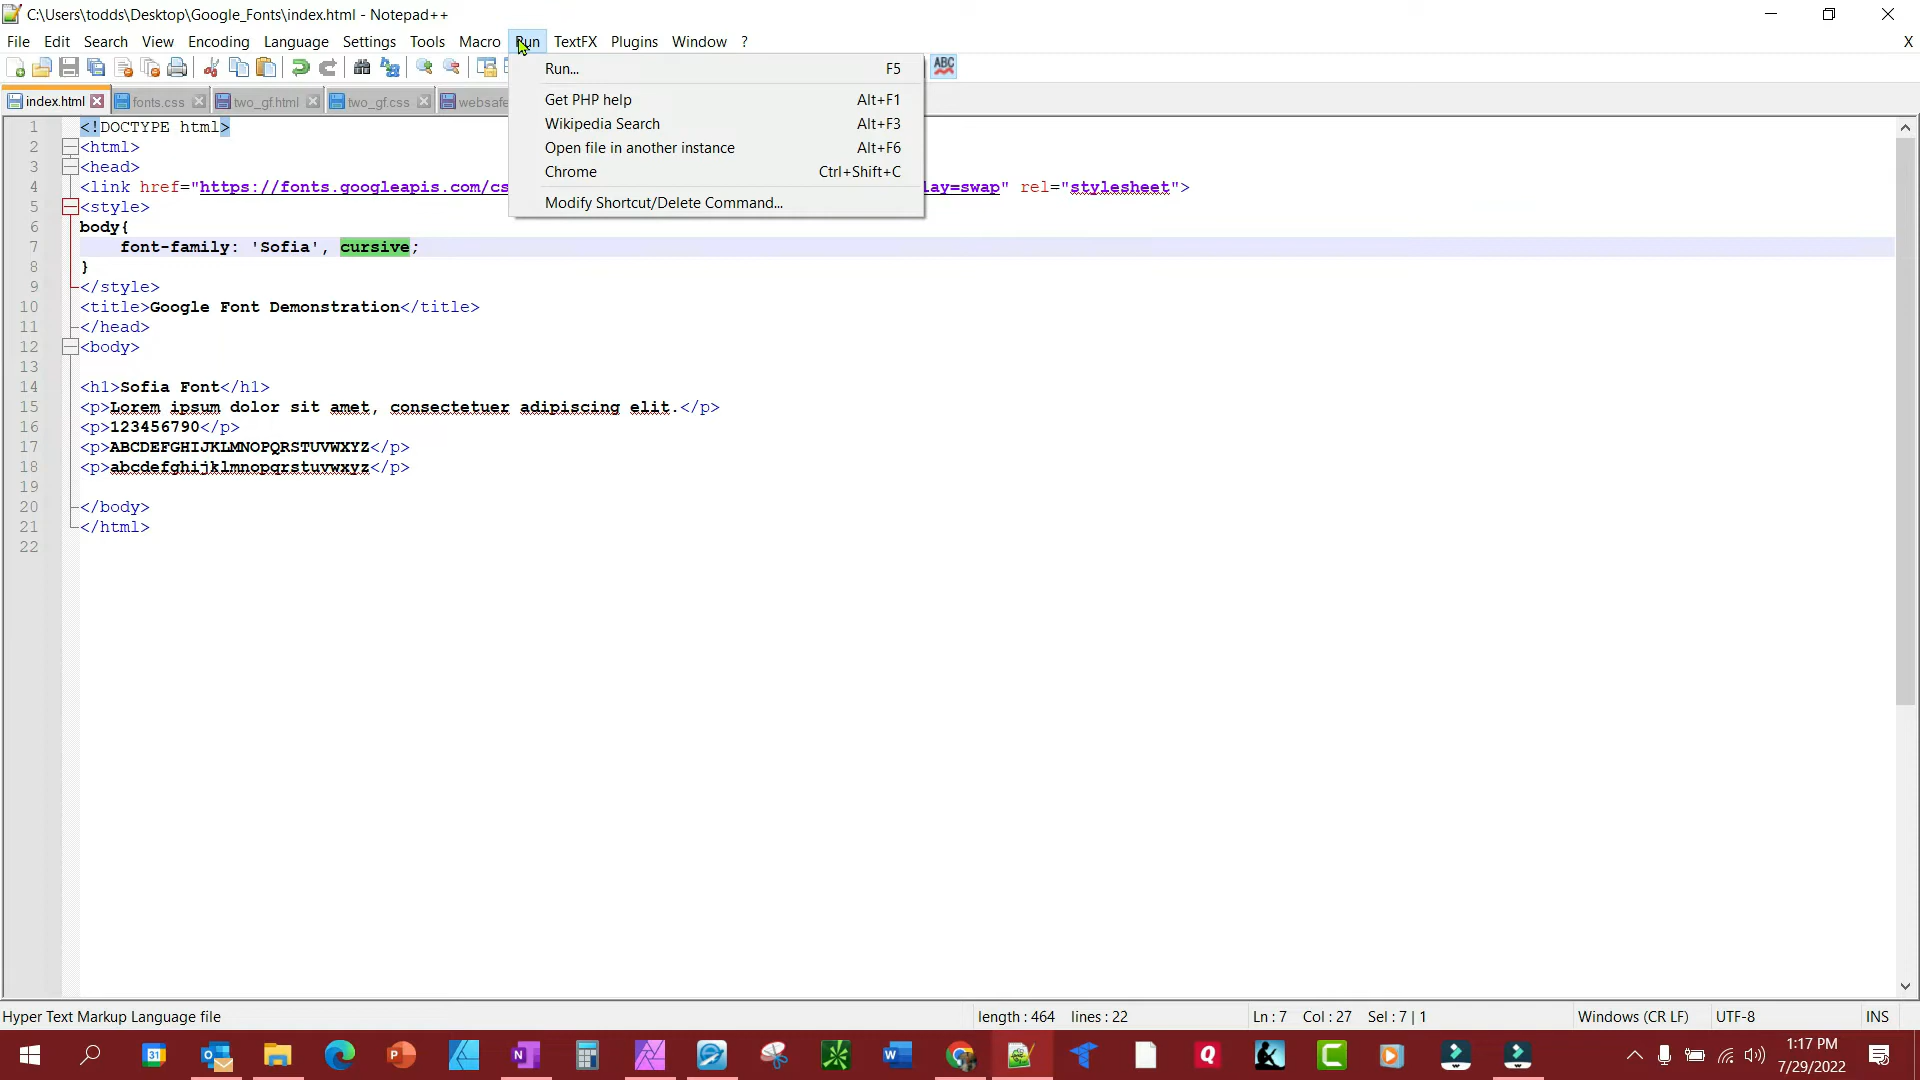 C:\Users\todds\Desktop\Google_Fonts\index.html - Notepad++
File Edit Search View Encoding Language Settings Tools Macro Run TextFX Plugins Window ? X
Run... F5
Get PHP help Alt+F1
Wikipedia Search Alt+F3
Open file in another instance Alt+F6
Chrome Ctrl+Shift+C
Modify Shortcut/Delete Command...
ABC
index.html fonts.css two_gf.html two_gf.css websafe
1 <!DOCTYPE html>
2 <html>
3 <head>
4 <link href="https://fonts.googleapis.com/cs lay=swap" rel="stylesheet">
5 <style>
6 body{
7 font-family: 'Sofia', cursive;
8 }
9 </style>
10 <title>Google Font Demonstration</title>
11 </head>
12 <body>
13
14 <h1>Sofia Font</h1>
15 <p>Lorem ipsum dolor sit amet, consectetuer adipiscing elit.</p>
16 <p>123456790</p>
17 <p>ABCDEFGHIJKLMNOPQRSTUVWXYZ</p>
18 <p>abcdefghijklmnopqrstuvwxyz</p>
19
20 </body>
21 </html>
22
Hyper Text Markup Language file length : 464 lines : 22 Ln : 7 Col : 27 Sel : 7 | 1 Windows (CR LF) UTF-8 INS
31 P N W Q C
1:17 PM
7/29/2022